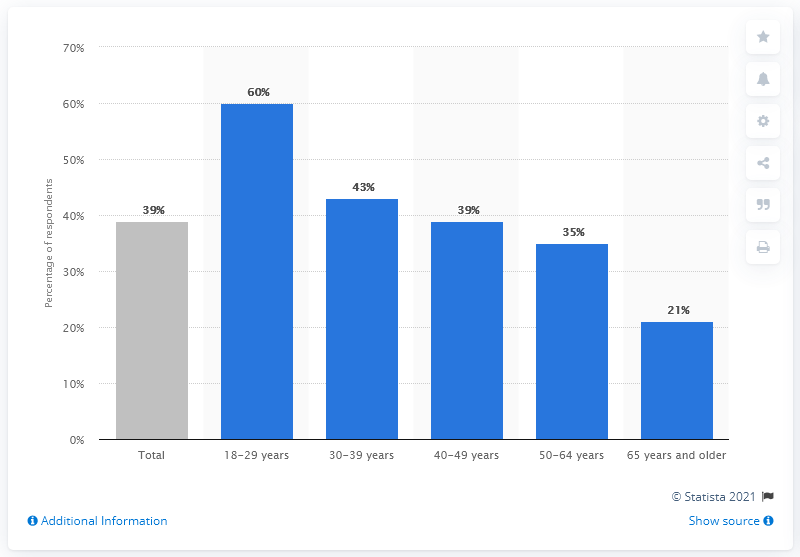 70%
60%
50%
40%
30%
20%
10%
0%
Percentage of respondents
39%
60%
43%
39%
35%
21%
Total
18-29 years
30-39 years
40-49 years
50-64 years
65 years and older
© Statista 2021
Additional Information
Show source